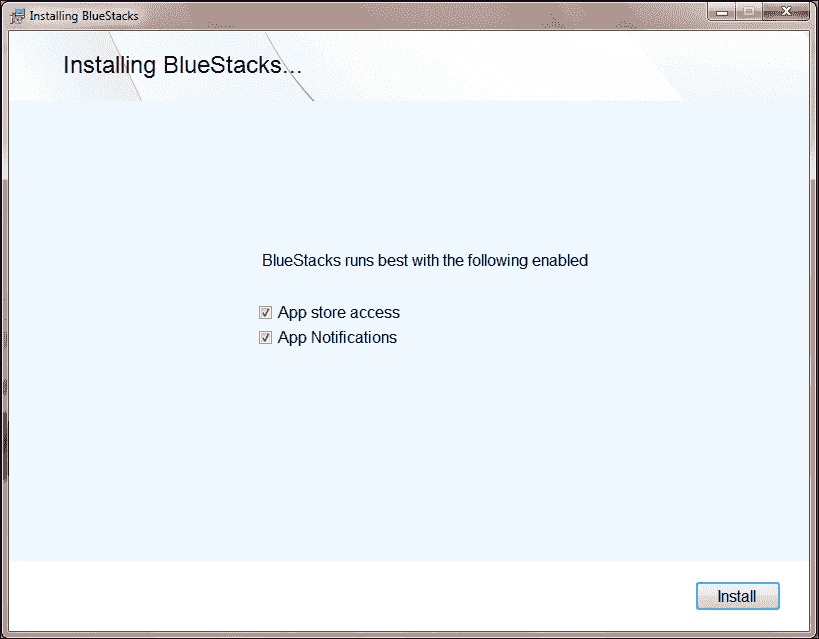 Installing BlueStacks
Installing BlueStacks...
BlueStacks runs best with the following enabled
App store access
App Notifications
Install